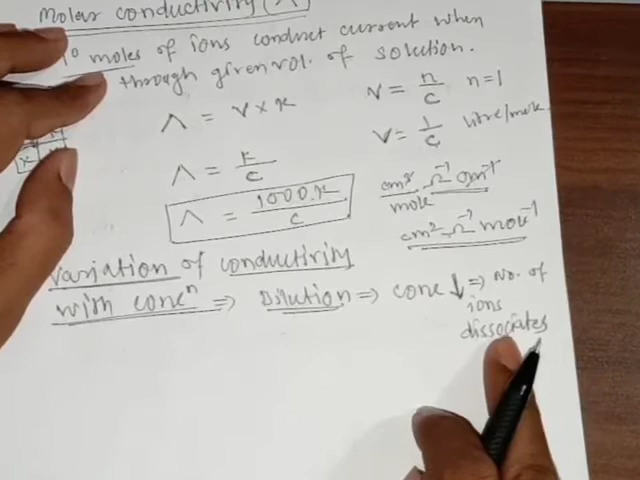 Molar conductivity (Λ)
moles of ions conduct current when
through given vol. of solution.
Λ = V × κ
V = n/c n=1
V = 1/c litre/mole
Λ = κ/c
Λ = 1000.κ/c
cm³/mole Ω⁻¹ cm⁻¹
cm² Ω⁻¹ mole⁻¹
Variation of conductivity
with concⁿ ⇒ Dilution ⇒ conc ↓ ⇒ No. of
ions
dissociates